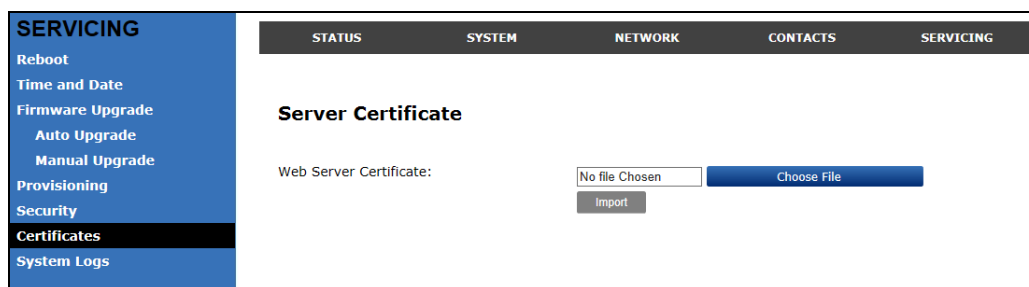 SERVICING
Reboot
Time and Date
Firmware Upgrade
Auto Upgrade
Manual Upgrade
Provisioning
Security
Certificates
System Logs
STATUS SYSTEM NETWORK CONTACTS SERVICING
Server Certificate
Web Server Certificate: No file Chosen Choose File
Import